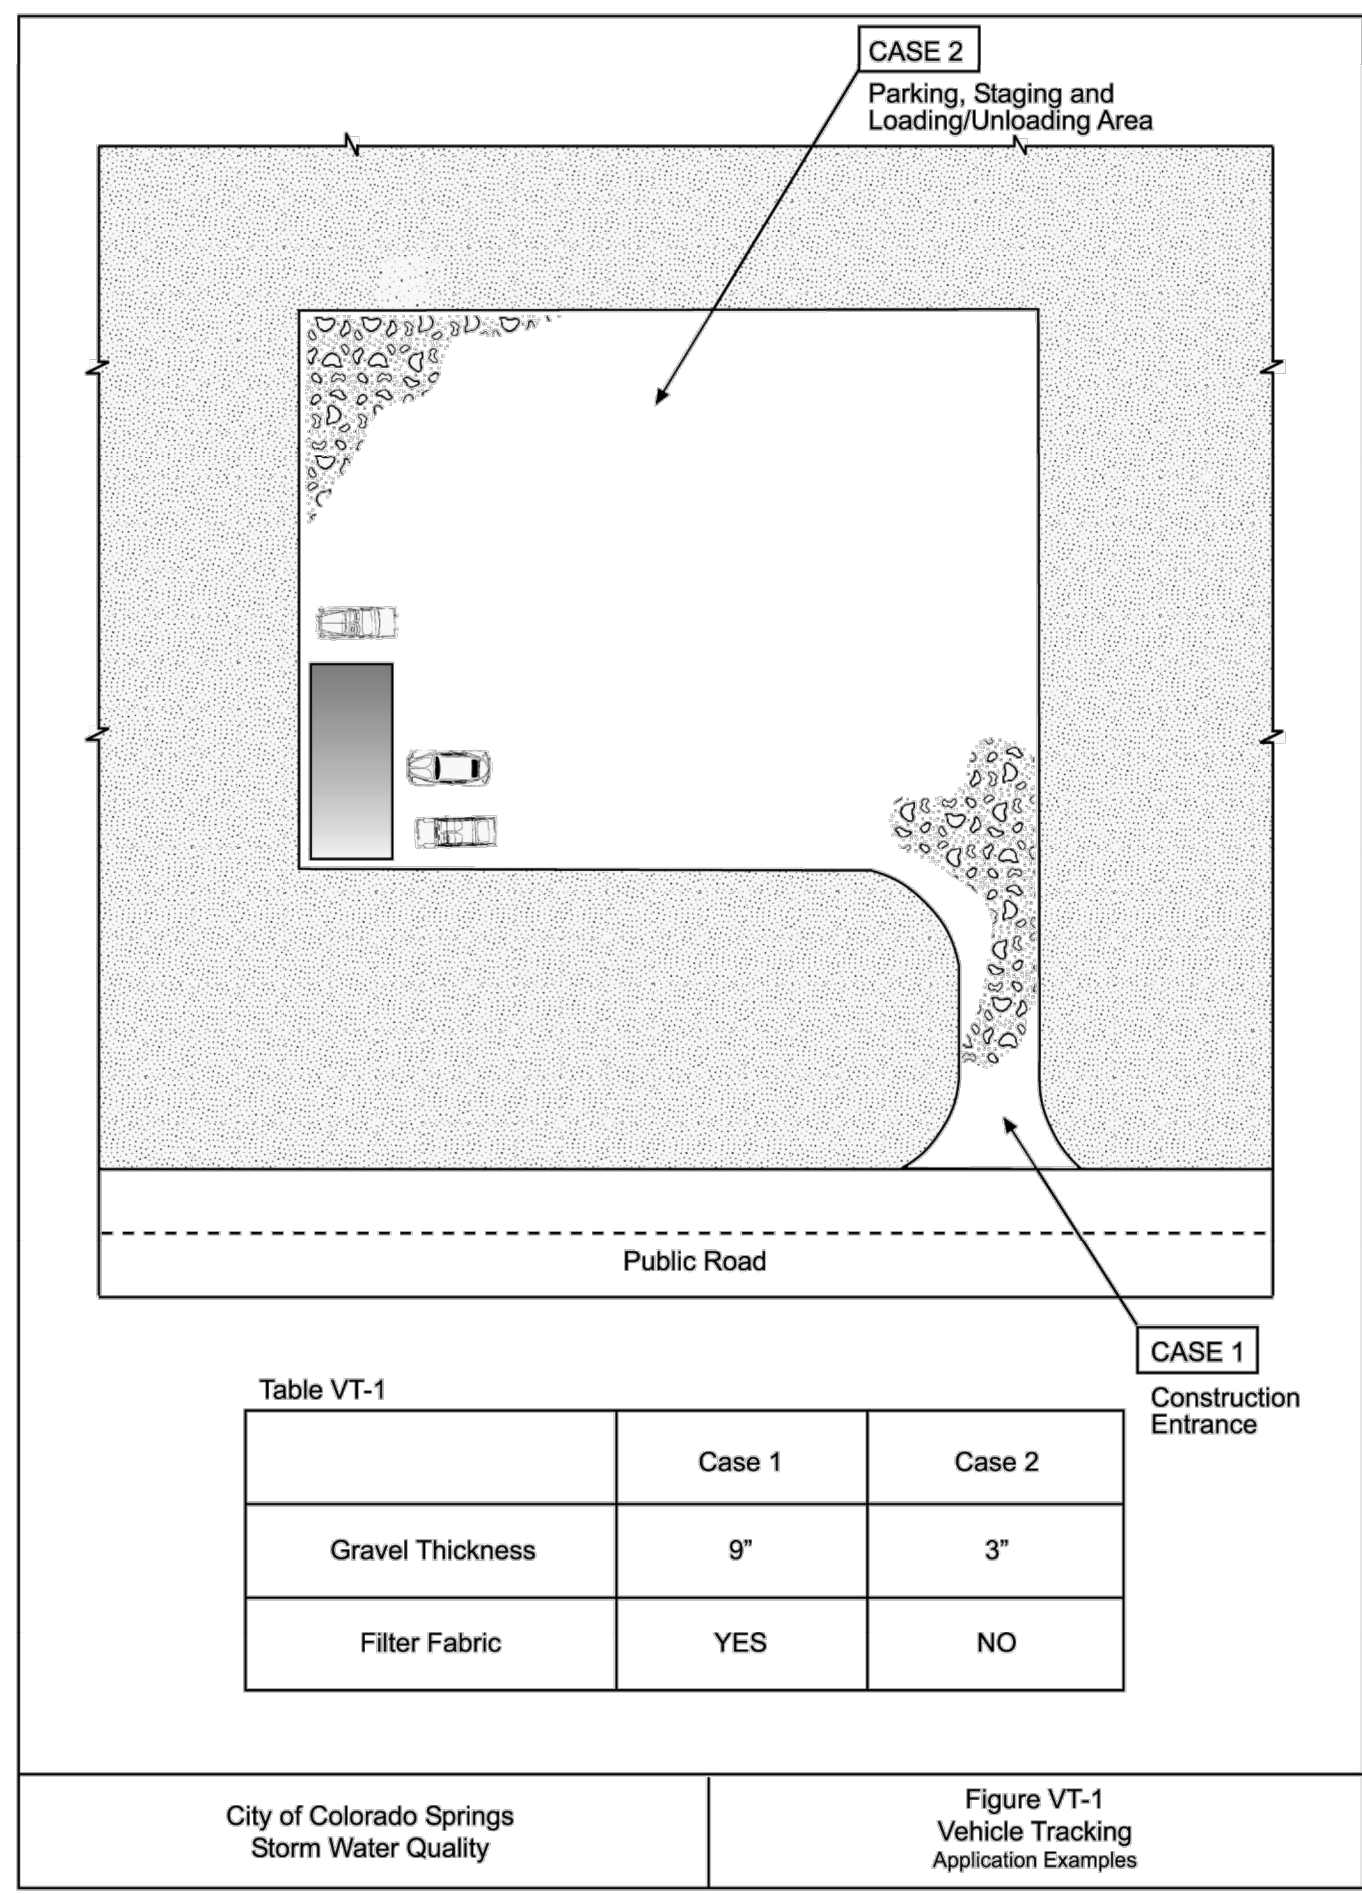 CASE 2
Parking, Staging and
Loading/Unloading Area
Public Road
CASE 1
Construction
Entrance
Table VT-1
Case 1 Case 2
Gravel Thickness 9” 3”
Filter Fabric YES NO
City of Colorado Springs
Storm Water Quality
Figure VT-1
Vehicle Tracking
Application Examples